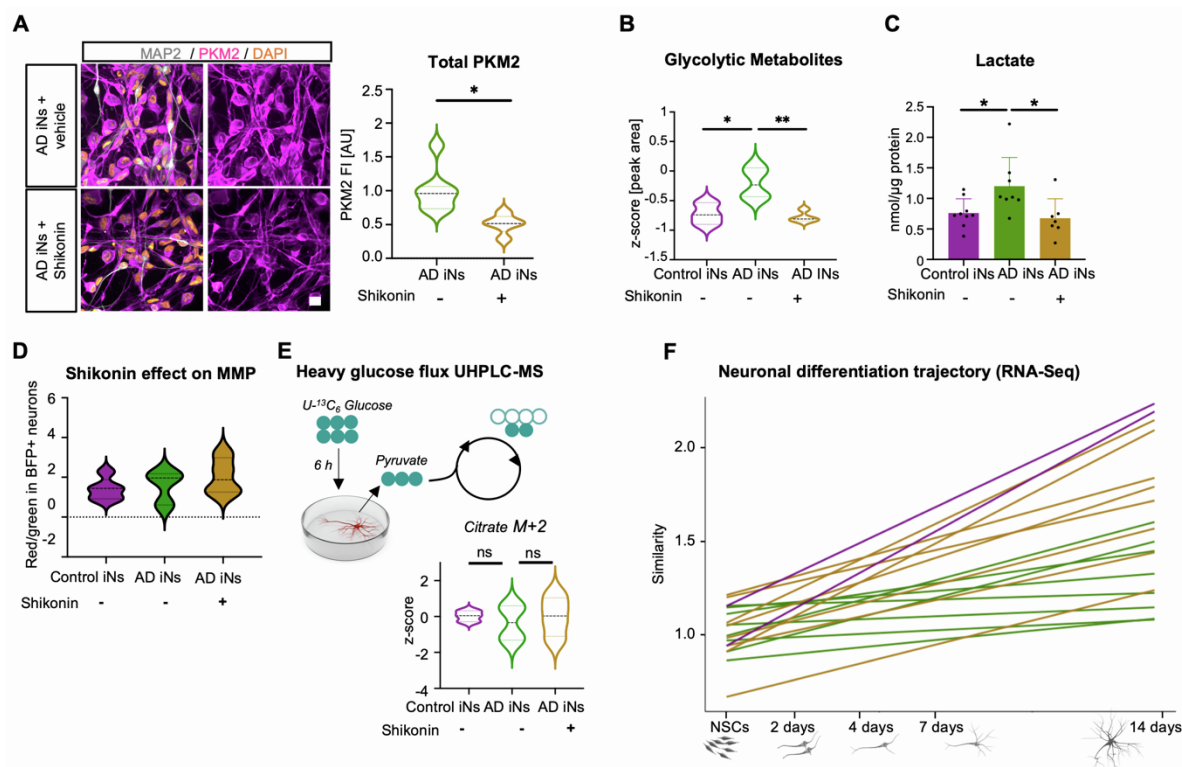 A
MAP2 / PKM2 / DAPI
AD iNs +
vehicle
AD iNs +
Shikonin
Total PKM2
*
PKM2 FI [AU]
2.5
2.0
1.5
1.0
0.5
0.0
AD iNs AD iNs
Shikonin - +
B
Glycolytic Metabolites
* **
z-score [peak area]
1
0
-0.5
-1
-1.5
Control iNs AD iNs AD INs
Shikonin - - +
C
Lactate
* *
nmol/µg protein
2.5
2.0
1.5
1.0
0.5
0
Control iNs AD iNs AD iNs
Shikonin - - +
D
Shikonin effect on MMP
Red/green in BFP+ neurons
6
4
2
0
-2
Control iNs AD iNs AD iNs
Shikonin - - +
E
Heavy glucose flux UHPLC-MS
U-¹³C₆ Glucose
6 h
Pyruvate
Citrate M+2
ns ns
z-score
2
0
-2
-4
Control iNs AD iNs AD iNs
Shikonin - - +
F
Neuronal differentiation trajectory (RNA-Seq)
Similarity
2.0
1.5
1.0
NSCs 2 days 4 days 7 days 14 days